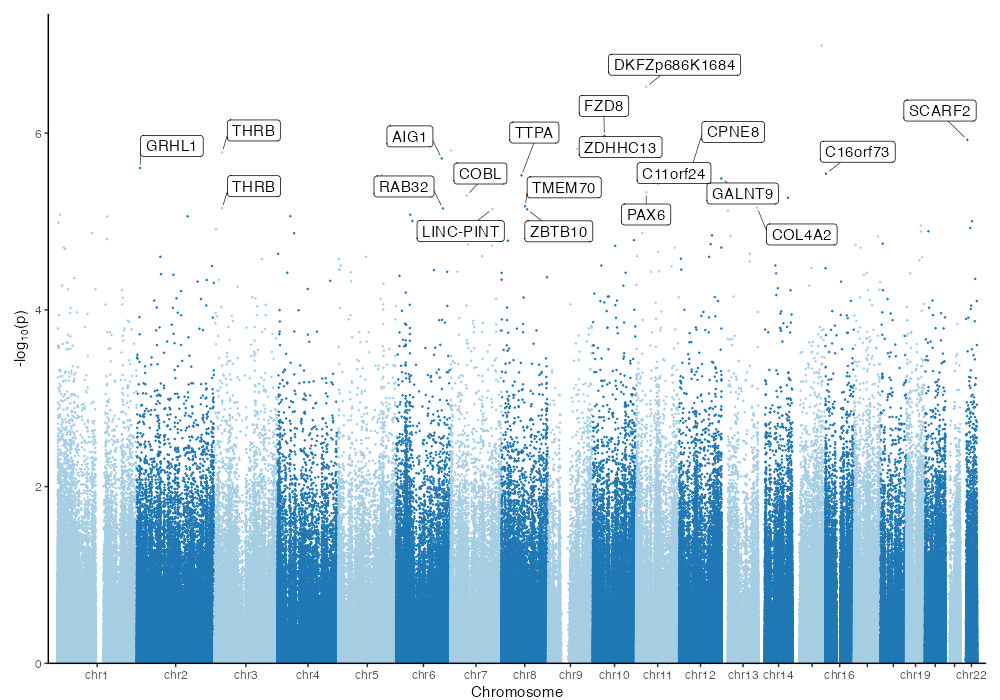 DKFZp686K1684
FZD8
SCARF2
THRB
AIG1
TTPA
CPNE8
GRHL1
ZDHHC13
C16orf73
COBL
C11orf24
THRB
RAB32
TMEM70
GALNT9
PAX6
LINC-PINT
ZBTB10
COL4A2
-log10(p)
6
4
2
0
chr1 chr2 chr3 chr4 chr5 chr6 chr7 chr8 chr9 chr10 chr11 chr12 chr13 chr14 chr16 chr19 chr22
Chromosome